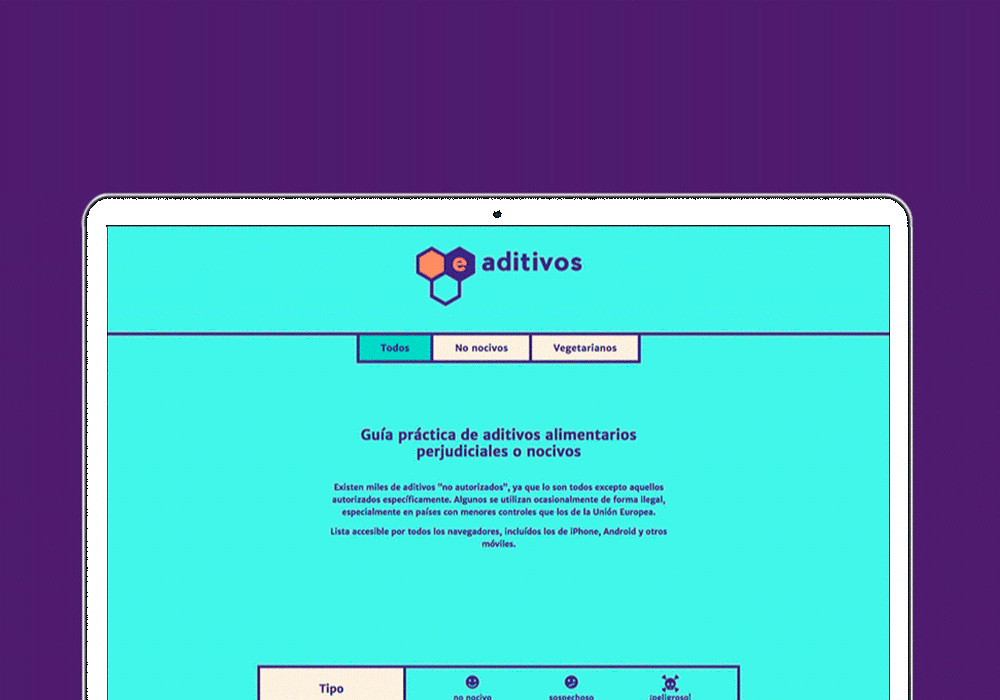 e aditivos
Todos No nocivos Vegetarianos
Guía práctica de aditivos alimentarios
perjudiciales o nocivos
Existen miles de aditivos "no autorizados", ya que lo son todos excepto aquellos
autorizados específicamente. Algunos se utilizan ocasionalmente de forma ilegal,
especialmente en países con menores controles que los de la Unión Europea.
Lista accesible por todos los navegadores, incluídos los de iPhone, Android y otros
móviles.
Tipo
no nocivo sospechoso ¡peligroso!